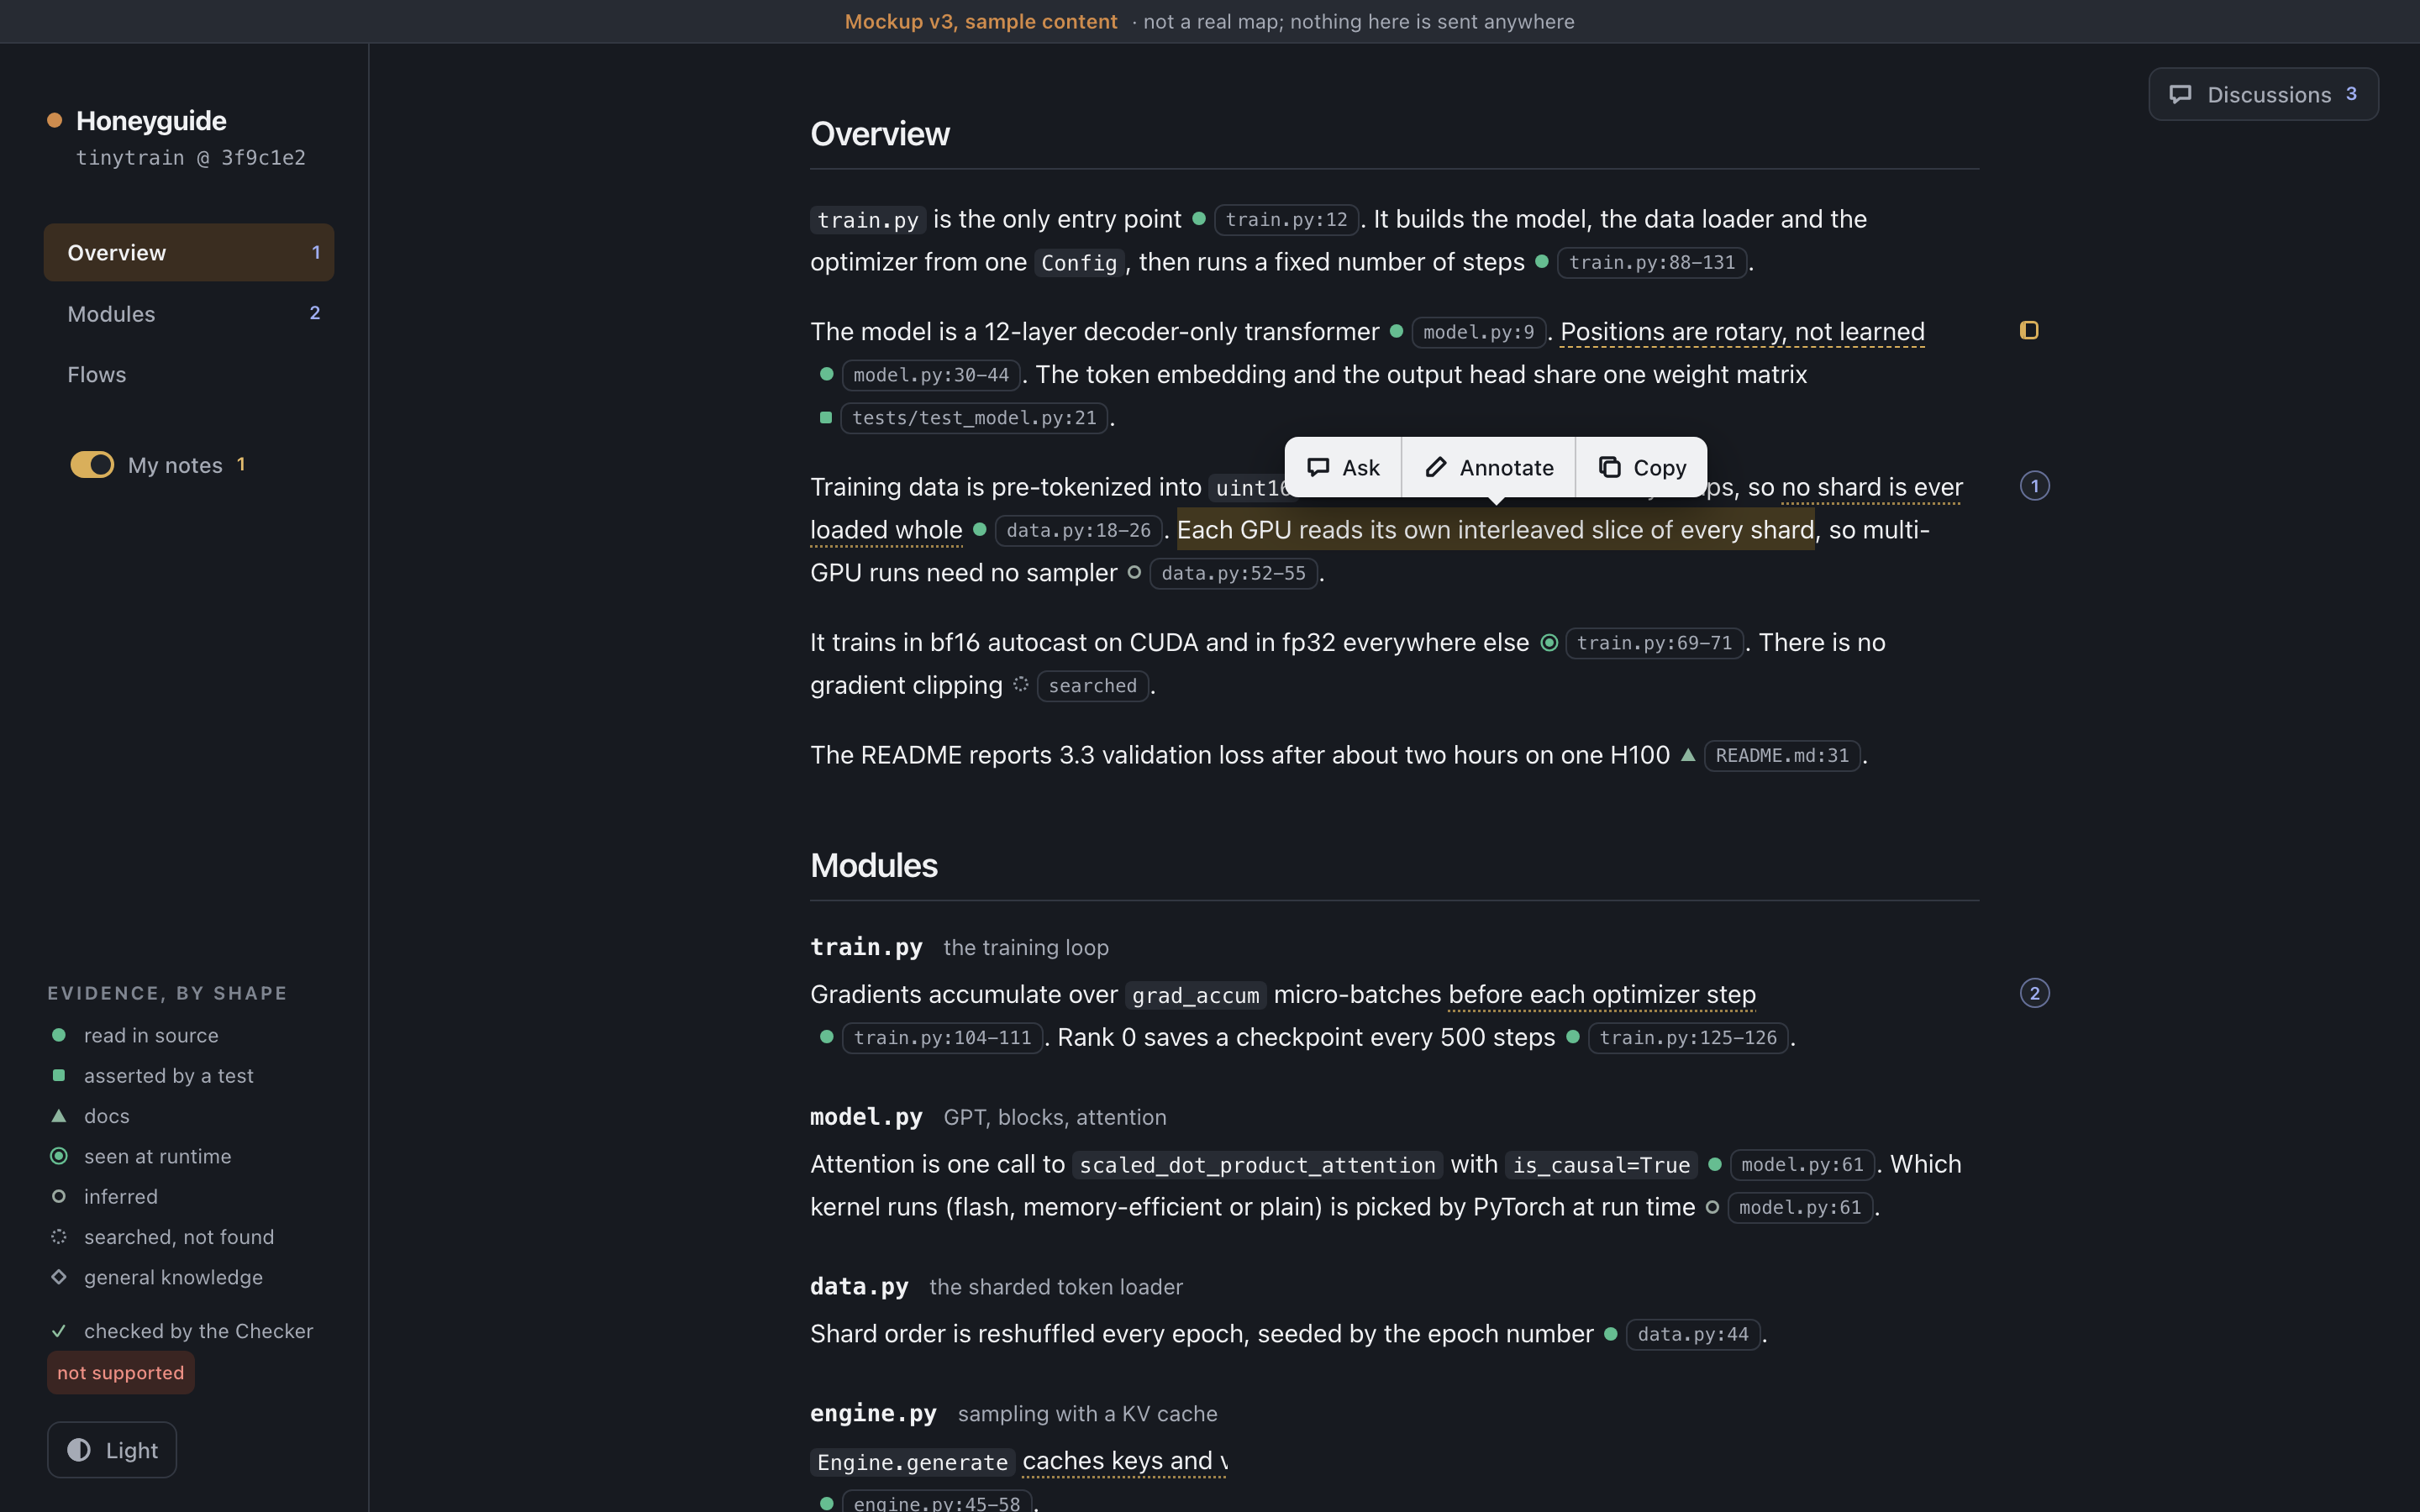 Mockup v3, sample content · not a real map; nothing here is sent anywhere
Honeyguide
tinytrain @ 3f9c1e2
Overview 1
Modules 2
Flows
My notes 1
EVIDENCE, BY SHAPE
read in source
asserted by a test
docs
seen at runtime
inferred
searched, not found
general knowledge
checked by the Checker
not supported
Light
Discussions 3
Overview
train.py is the only entry point train.py:12. It builds the model, the data loader and the
optimizer from one Config, then runs a fixed number of steps train.py:88–131.
The model is a 12-layer decoder-only transformer model.py:9. Positions are rotary, not learned
model.py:30–44. The token embedding and the output head share one weight matrix
tests/test_model.py:21.
Ask Annotate Copy
Training data is pre-tokenized into so no shard is ever 1
loaded whole data.py:18–26. Each GPU reads its own interleaved slice of every shard, so multi-
GPU runs need no sampler data.py:52–55.
It trains in bf16 autocast on CUDA and in fp32 everywhere else train.py:69–71. There is no
gradient clipping searched.
The README reports 3.3 validation loss after about two hours on one H100 README.md:31.
Modules
train.py the training loop
Gradients accumulate over grad_accum micro-batches before each optimizer step 2
train.py:104–111. Rank 0 saves a checkpoint every 500 steps train.py:125–126.
model.py GPT, blocks, attention
Attention is one call to scaled_dot_product_attention with is_causal=True model.py:61. Which
kernel runs (flash, memory-efficient or plain) is picked by PyTorch at run time model.py:61.
data.py the sharded token loader
Shard order is reshuffled every epoch, seeded by the epoch number data.py:44.
engine.py sampling with a KV cache
Engine.generate caches keys and
engine.py:45–58.